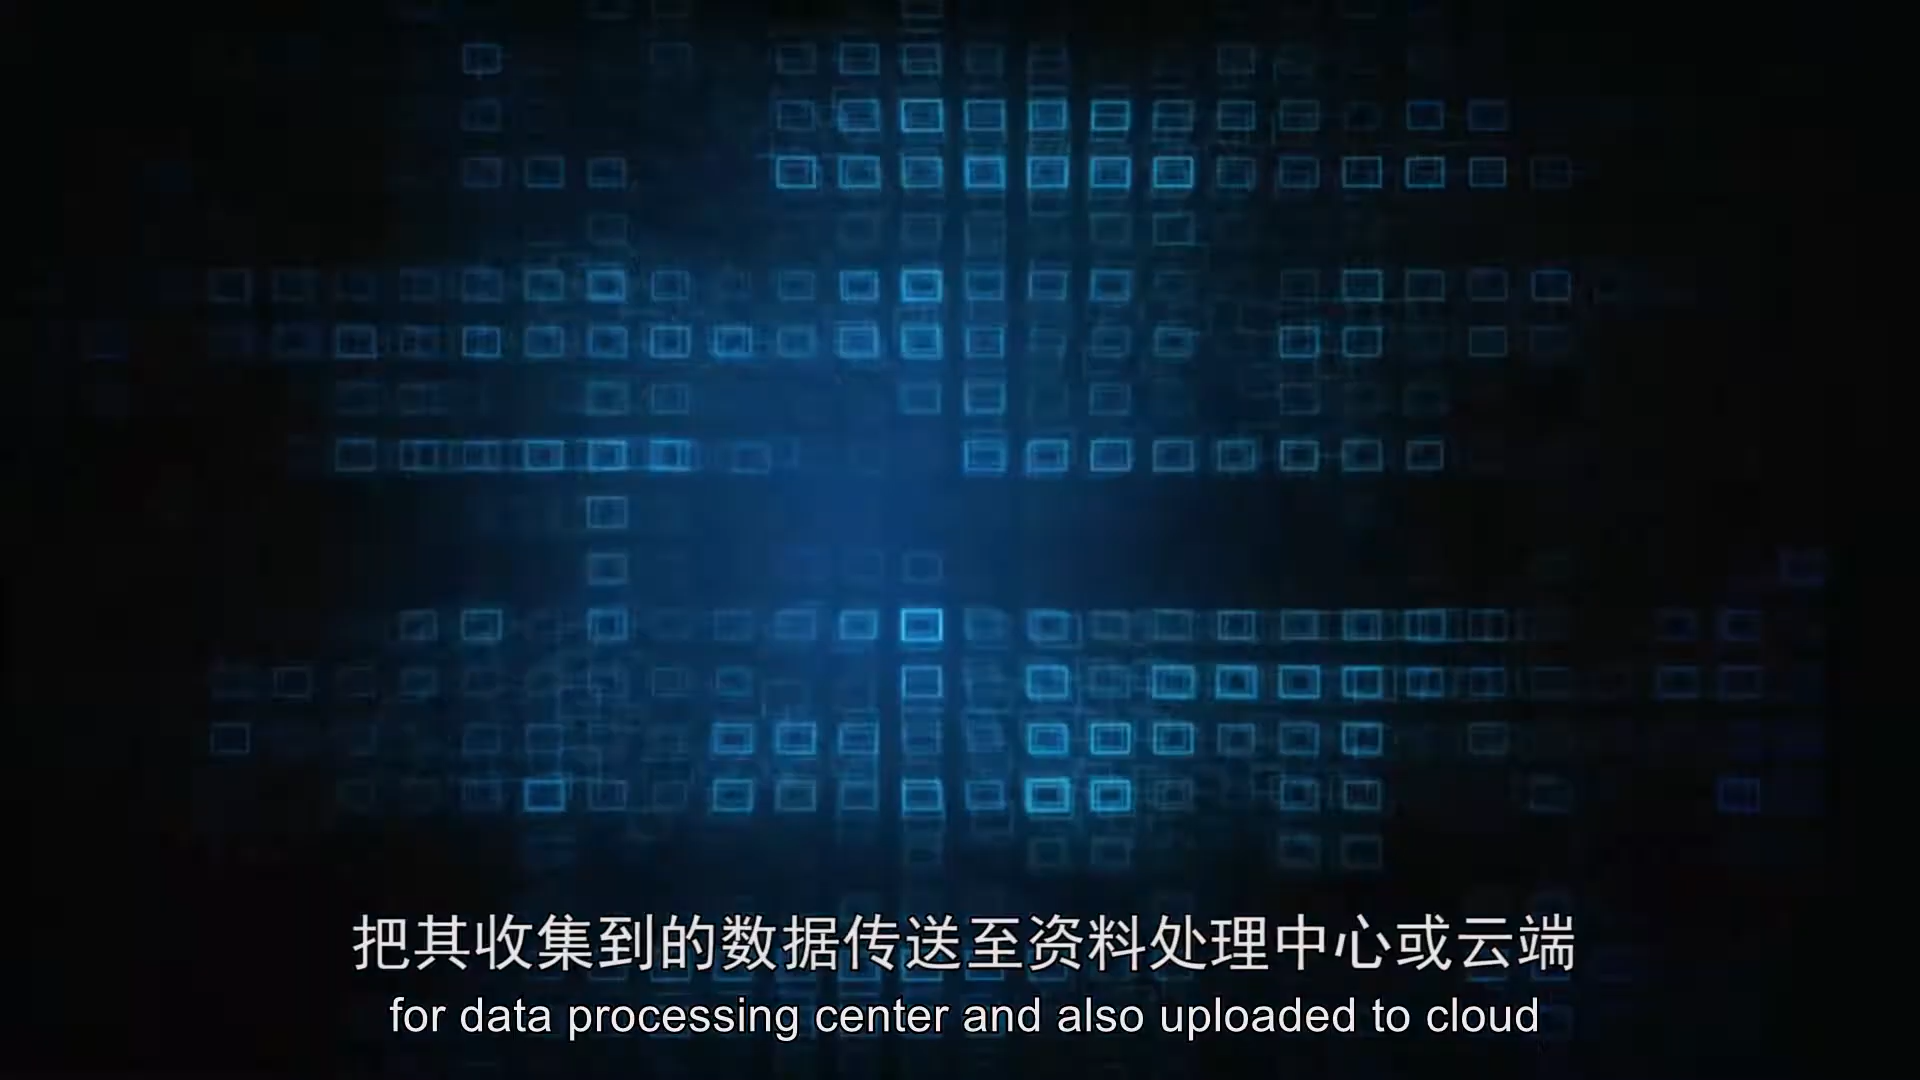 把其收集到的数据传送至资料处理中心或云端
for data processing center and also uploaded to cloud